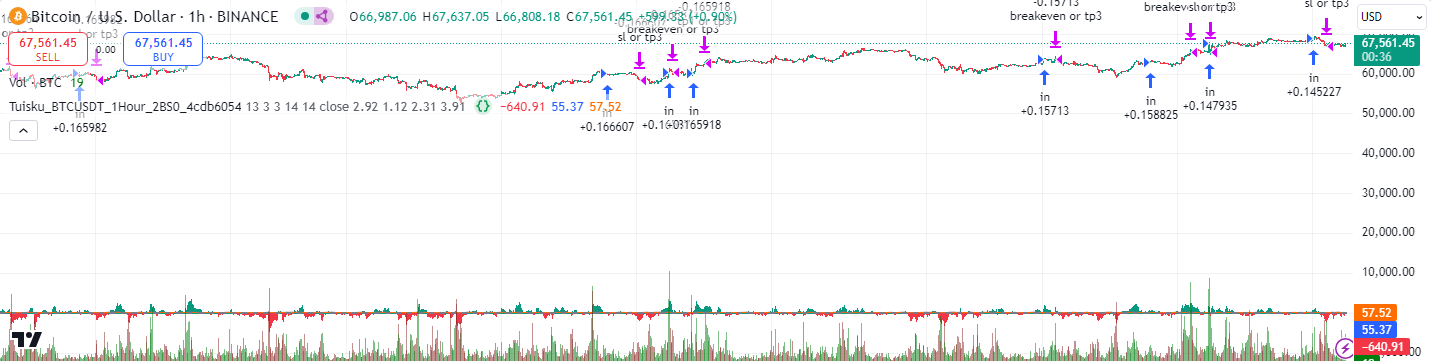 Bitcoin / U.S. Dollar · 1h · BINANCE
O66,987.06 H67,637.05 L66,808.18 C67,561.45 +599.33 (+0.90%)
67,561.45
SELL
0.00
67,561.45
BUY
Vol · BTC 19
Tuisku_BTCUSDT_1Hour_2BS0_4cdb6054 13 3 3 14 14 close 2.92 1.12 2.31 3.91 −640.91 55.37 57.52
in
+0.165982
sl or tp3
in
+0.166607
-0.165918
breakeven or tp3
in
in
+0.165918
-0.15713
breakeven or tp3
in
+0.15713
in
+0.158825
in
+0.147935
sl or tp3
in
+0.145227
USD
67,561.45
00:36
60,000.00
50,000.00
40,000.00
30,000.00
20,000.00
10,000.00
57.52
55.37
−640.91